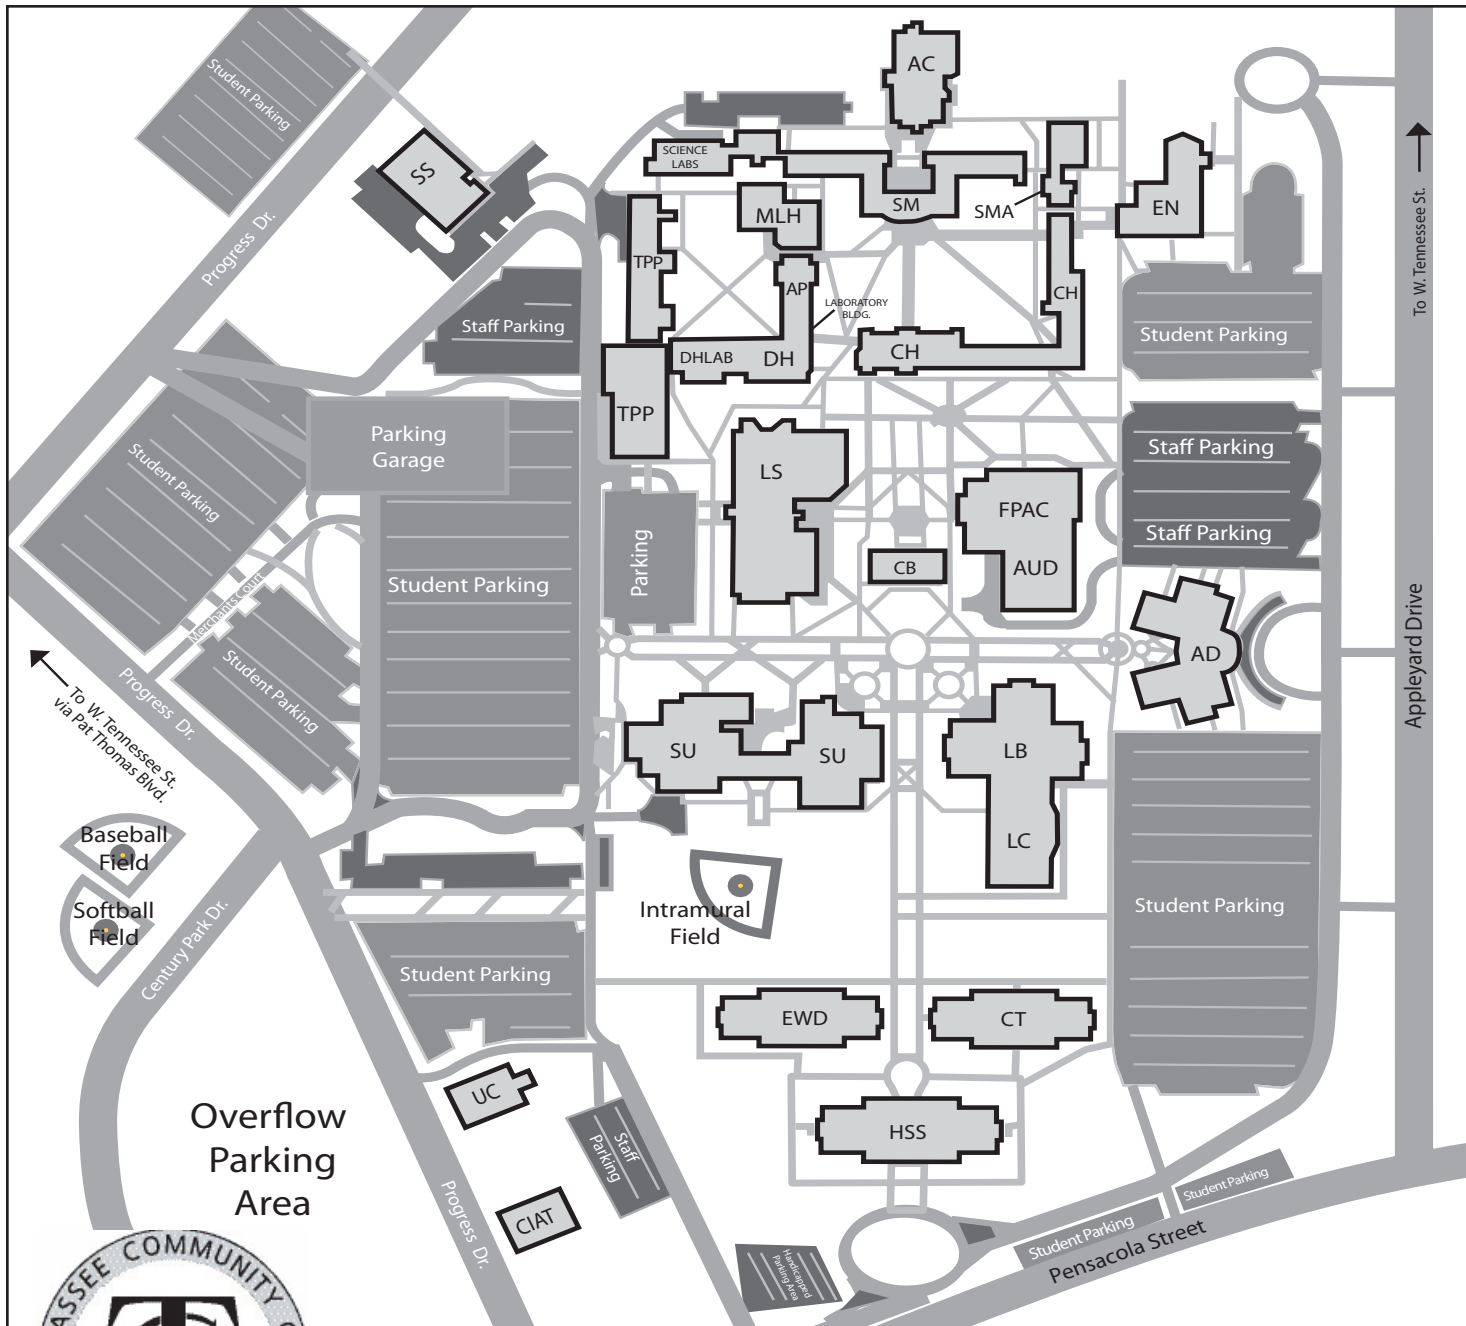 AC
Student Parking
SCIENCE
LABS
SS
SM
SMA
EN
MLH
Progress Dr.
TPP
AP
LABORATORY
BLDG.
CH
To W. Tennessee St.
Staff Parking
Student Parking
DHLAB
DH
CH
TPP
Parking
Garage
Staff Parking
LS
Student Parking
FPAC
Staff Parking
Parking
CB
AUD
Student Parking
Merchants Court
Appleyard Drive
AD
Student Parking
Progress Dr.
To W. Tennessee St.
via Pat Thomas Blvd.
SU
SU
LB
Baseball
Field
LC
Softball
Field
Intramural
Field
Student Parking
Century Park Dr.
Student Parking
EWD
CT
UC
Overflow
Parking
Area
Staff
Parking
HSS
Progress Dr.
CIAT
Student Parking
Student Parking
Pensacola Street
Handicapped
Parking Area
ASSEE COMMUNITY